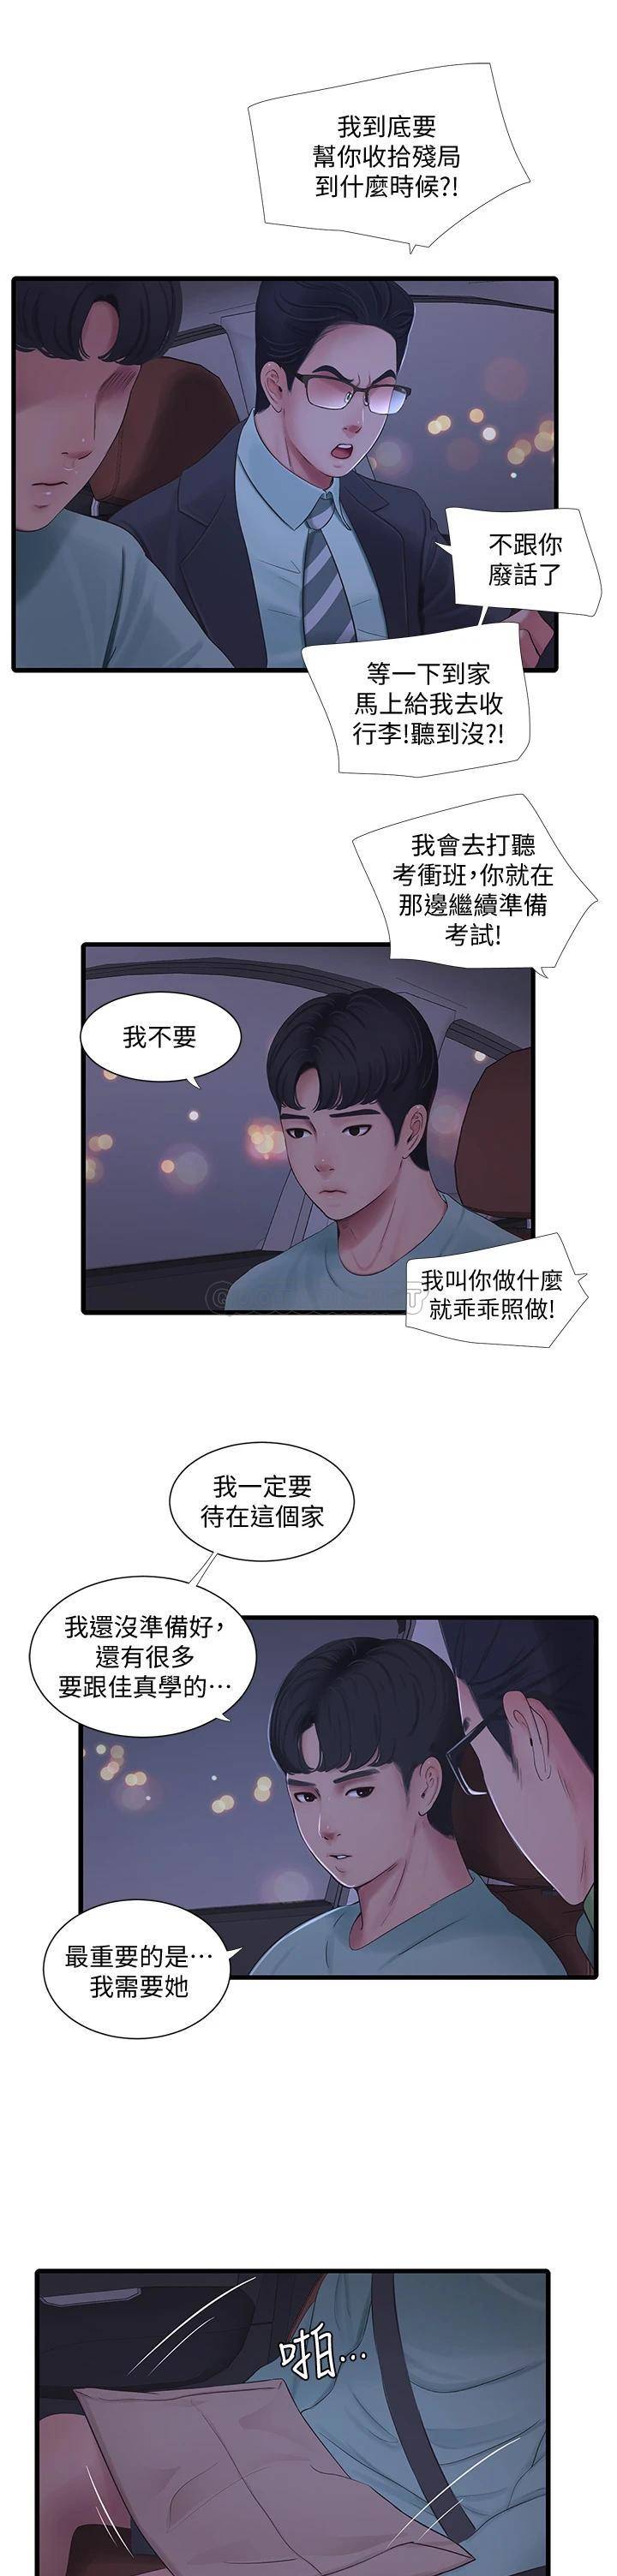 我到底要
幫你收拾殘局
到什麼時候?!
不跟你
廢話了
等一下到家
馬上給我去收
行李!聽到沒?!
我會去打聽
考衝班,你就在
那邊繼續準備
考試!
我不要
我叫你做什麼
就乖乖照做!
我一定要
待在這個家
我還沒準備好,
還有很多
要跟佳真學的⋯
最重要的是⋯
我需要她
啪⋯